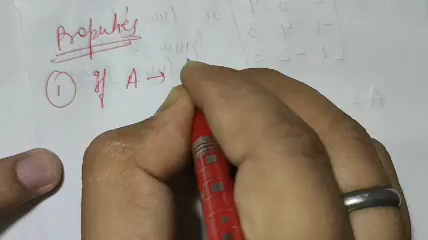 Properties
① If A →